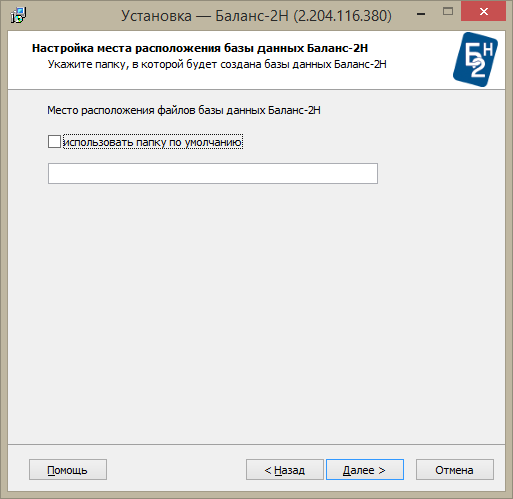 Установка — Баланс-2Н (2.204.116.380)
Настройка места расположения базы данных Баланс-2Н
Укажите папку, в которой будет создана базы данных Баланс-2Н
Б2Н
Место расположения файлов базы данных Баланс-2Н
использовать папку по умолчанию
Помощь
< Назад
Далее >
Отмена